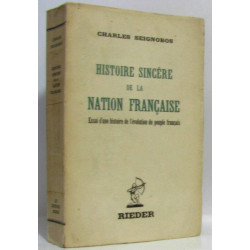 CHARLES SEIGNOBOS
HISTOIRE SINCÈRE
DE LA
NATION FRANÇAISE
Essai d'une histoire de l'évolution du peuple français
RIEDER